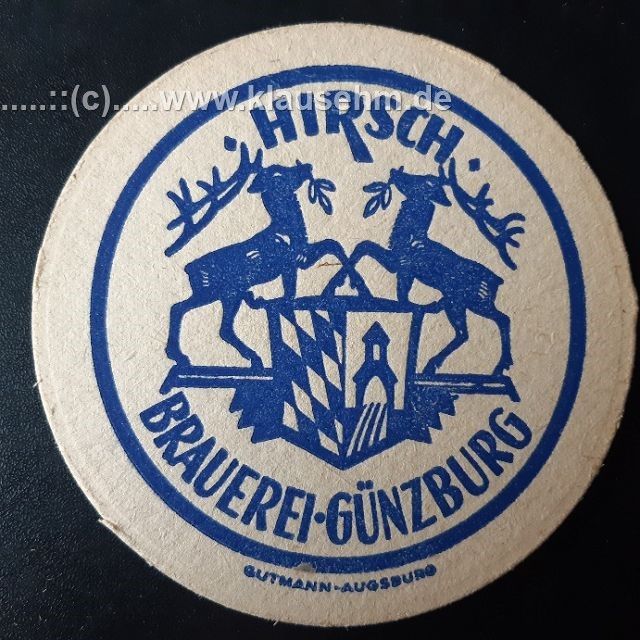 .....::(c).....www.klausehm.de
· HIRSCH ·
BRAUEREI·GÜNZBURG
GUTMANN-AUGSBURG